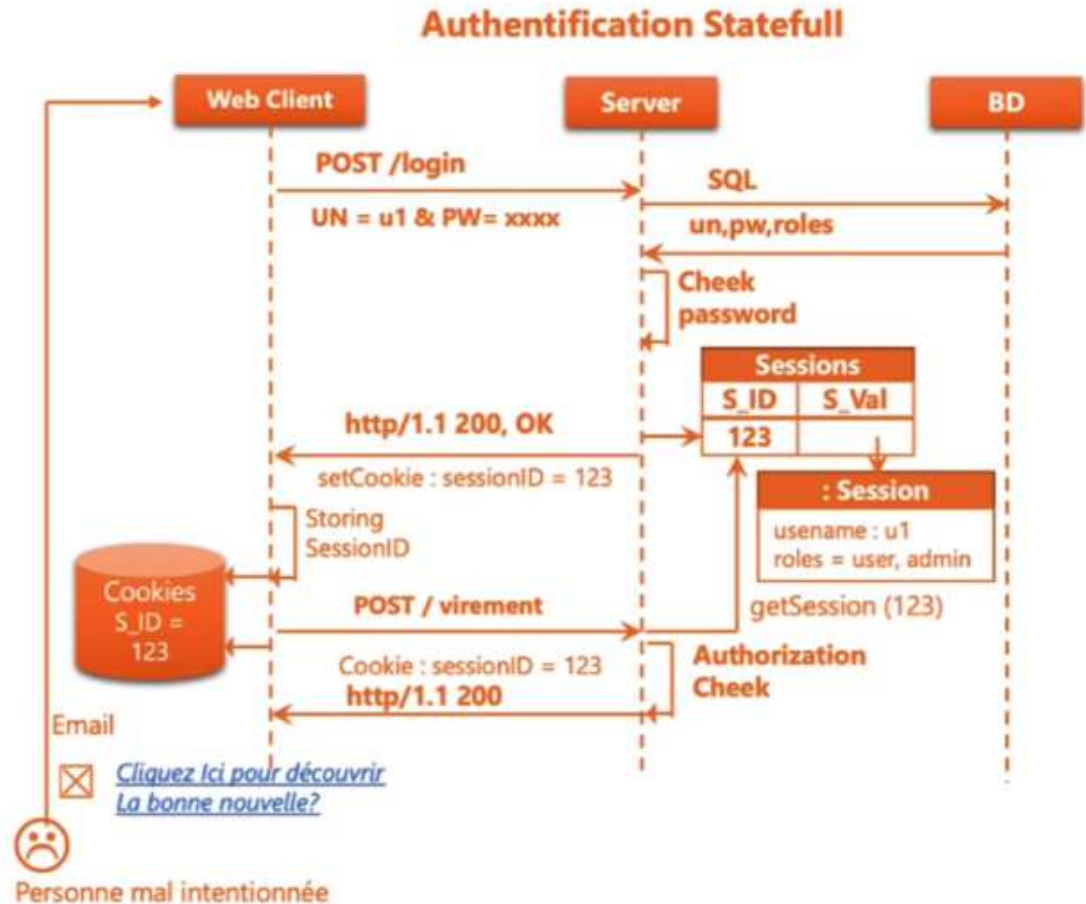 Authentification Statefull
Web Client
Server
BD
POST /login
UN = u1 & PW= xxxx
SQL
un,pw,roles
Cheek
password
Sessions
S_ID
S_Val
123
http/1.1 200, OK
setCookie : sessionID = 123
: Session
usename : u1
roles = user, admin
Storing
SessionID
Cookies
S_ID =
123
POST / virement
getSession (123)
Cookie : sessionID = 123
Authorization
Cheek
http/1.1 200
Email
Cliquez Ici pour découvrir
La bonne nouvelle?
Personne mal intentionnée